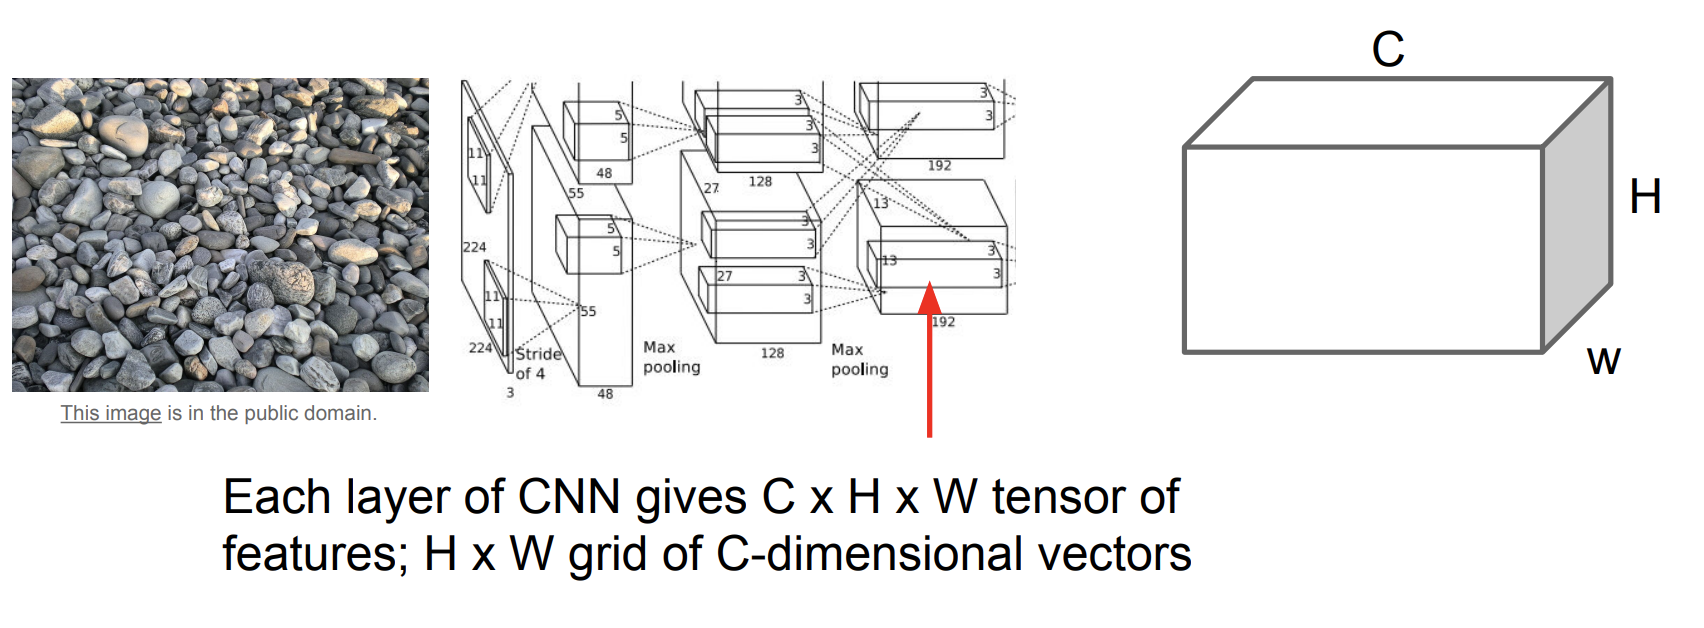 This image is in the public domain.
11
11
224
11
11
224
3
Stride
of 4
5
5
48
55
5
5
55
48
Max
pooling
3
3
3
128
27
3
3
27
3
3
128
Max
pooling
3
3
192
13
3
13
3
192
C
H
W
Each layer of CNN gives C x H x W tensor of
features; H x W grid of C-dimensional vectors